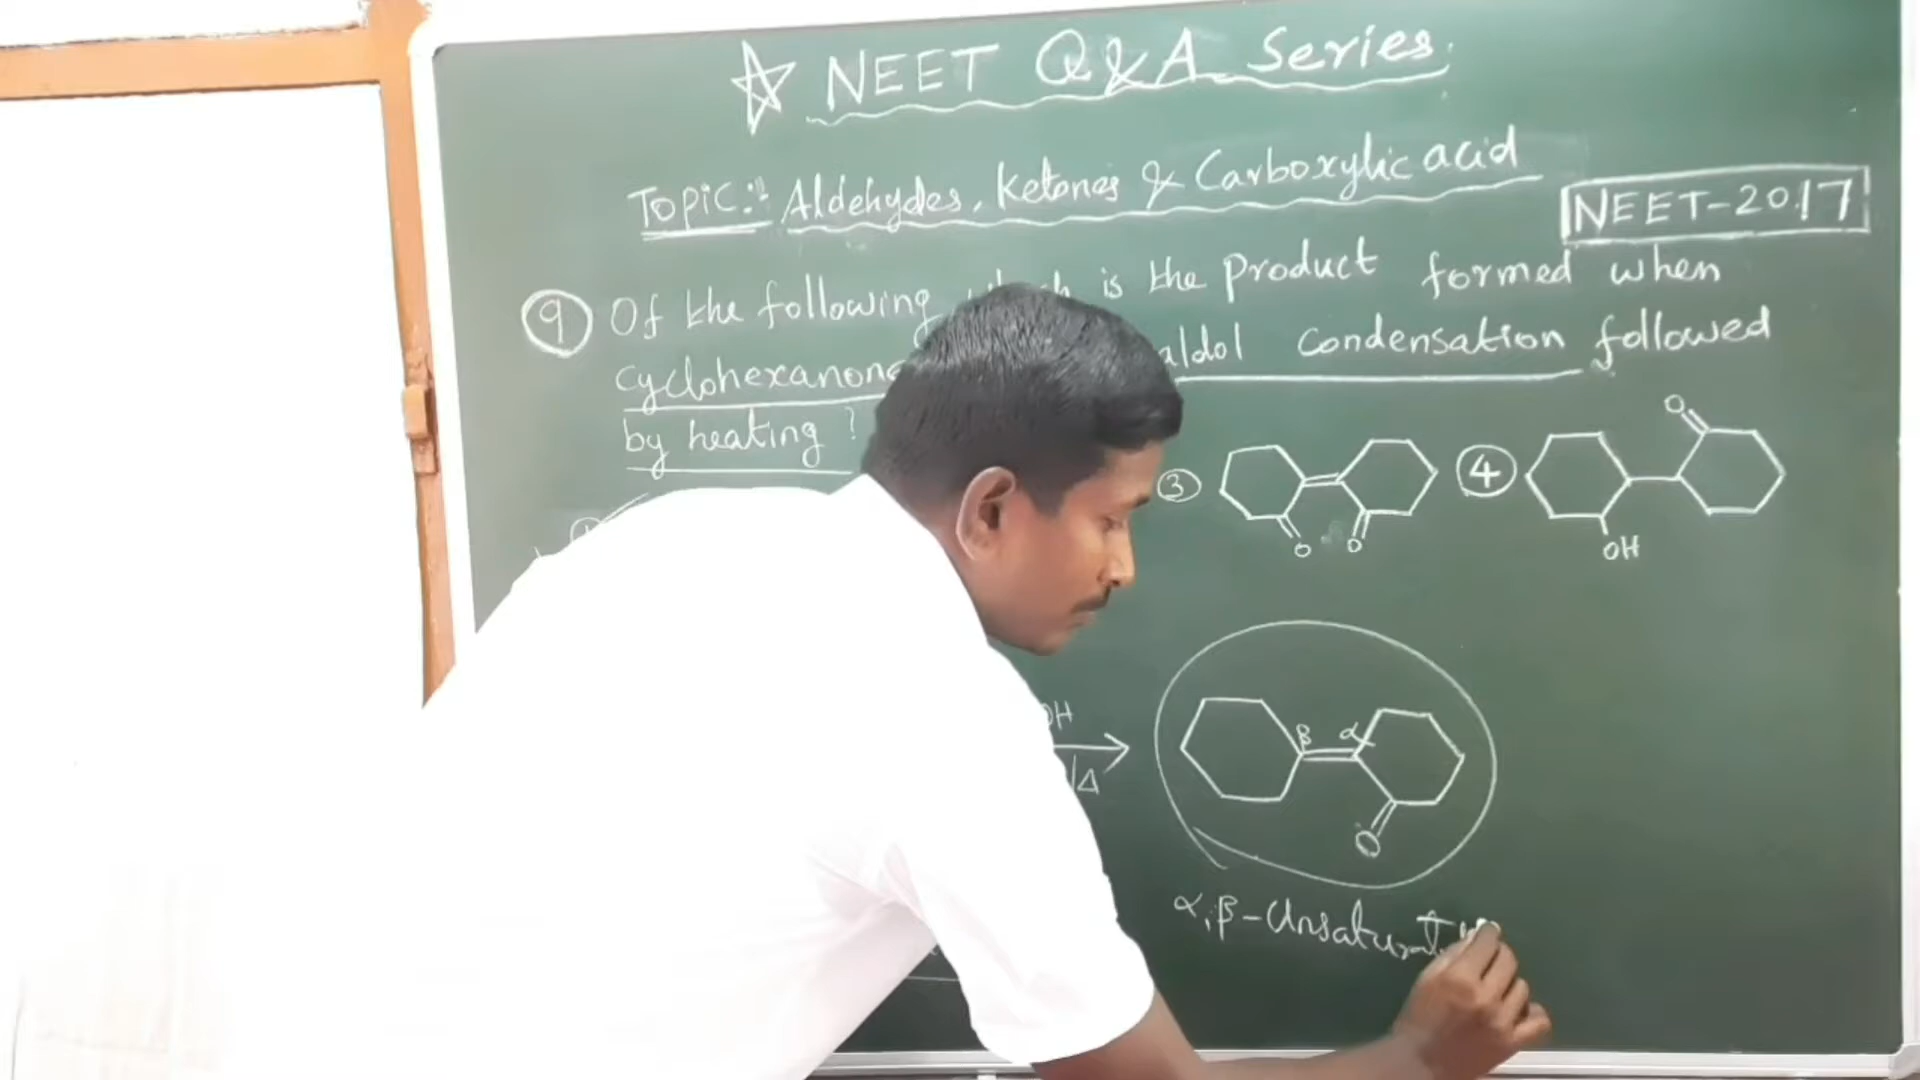 NEET Q&A Series
Topic: Aldehydes, Ketones & Carboxylic acid
NEET-2017
9 Of the following is the product formed when
cyclohexanone aldol condensation followed
by heating?
3
O
O
4
O
OH
OH
/Δ
β
α
O
α,β-Unsaturat